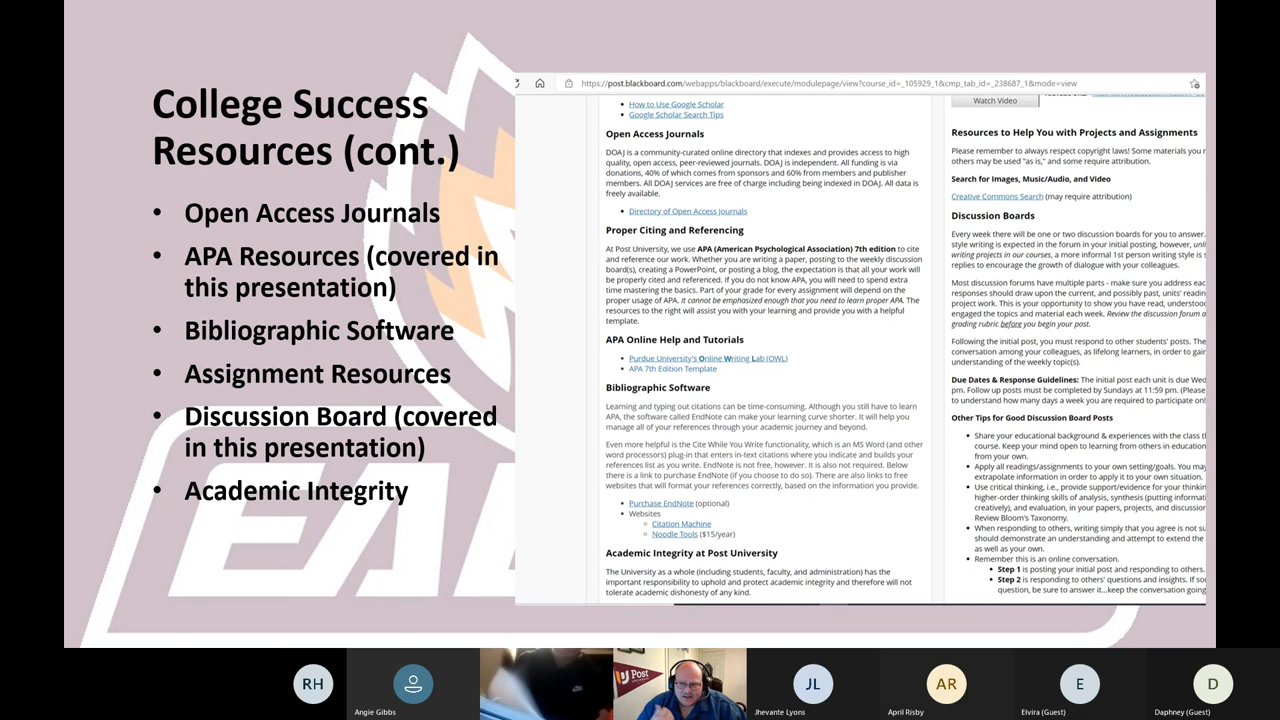 College Success
Resources (cont.)
• Open Access Journals
• APA Resources (covered in
this presentation)
• Bibliographic Software
• Assignment Resources
• Discussion Board (covered
in this presentation)
• Academic Integrity
https://post.blackboard.com/webapps/blackboard/execute/modulepage/view?course_id=_105929_1&cmp_tab_id=_238687_1&mode=view
• How to Use Google Scholar
• Google Scholar Search Tips
Open Access Journals
DOAJ is a community-curated online directory that indexes and provides access to high
quality, open access, peer-reviewed journals. DOAJ is independent. All funding is via
donations, 40% of which comes from sponsors and 60% from members and publisher
members. All DOAJ services are free of charge including being indexed in DOAJ. All data is
freely available.
• Directory of Open Access Journals
Proper Citing and Referencing
At Post University, we use APA (American Psychological Association) 7th edition to cite
and reference our work. Whether you are writing a paper, posting to the weekly discussion
board(s), creating a PowerPoint, or posting a blog, the expectation is that all your work will
be properly cited and referenced. If you do not know APA, you will need to spend extra
time mastering the basics. Part of your grade for every assignment will depend on the
proper usage of APA. It cannot be emphasized enough that you need to learn proper APA. The
resources to the right will assist you with your learning and provide you with a helpful
template.
APA Online Help and Tutorials
• Purdue University's Online Writing Lab (OWL)
• APA 7th Edition Template
Bibliographic Software
Learning and typing out citations can be time-consuming. Although you still have to learn
APA, the software called EndNote can make your learning curve shorter. It will help you
manage all of your references through your academic journey and beyond.
Even more helpful is the Cite While You Write functionality, which is an MS Word (and other
word processors) plug-in that enters in-text citations where you indicate and builds your
references list as you write. EndNote is not free, however. It is also not required. Below
there is a link to purchase EndNote (if you choose to do so). There are also links to free
websites that will format your references correctly, based on the information you provide.
• Purchase EndNote (optional)
• Websites
Citation Machine
Noodle Tools ($15/year)
Academic Integrity at Post University
The University as a whole (including students, faculty, and administration) has the
important responsibility to uphold and protect academic integrity and therefore will not
tolerate academic dishonesty of any kind.
Watch Video
Resources to Help You with Projects and Assignments
Please remember to always respect copyright laws! Some materials you
others may be used "as is," and some require attribution.
Search for Images, Music/Audio, and Video
Creative Commons Search (may require attribution)
Discussion Boards
Every week there will be one or two discussion boards for you to answer.
style writing is expected in the forum in your initial posting, however,
writing projects in our courses, a more informal 1st person writing style is
replies to encourage the growth of dialogue with your colleagues.
Most discussion forums have multiple parts - make sure you address
responses should draw upon the current, and possibly past, units'
project work. This is your opportunity to show you have read,
engaged the topics and material each week. Review the discussion forum
grading rubric before you begin your post.
Following the initial post, you must respond to other students' posts.
conversation among your colleagues, as lifelong learners, in order to
understanding of the weekly topic(s).
Due Dates & Response Guidelines: The initial post each unit is due
pm. Follow up posts must be completed by Sundays at 11:59 pm. (Please
to understand how many days a week you are required to participate
Other Tips for Good Discussion Board Posts
• Share your educational background & experiences with the class
course. Keep your mind open to learning from others in
from your own.
• Apply all readings/assignments to your own setting/goals. You
extrapolate information in order to apply it to your own situation.
• Use critical thinking, i.e., provide support/evidence for your
higher-order thinking skills of analysis, synthesis (putting
creatively), and evaluation, in your papers, projects, and
Review Bloom's Taxonomy.
• When responding to others, writing simply that you agree is not
should demonstrate an understanding and attempt to extend the
as well as your own.
• Remember this is an online conversation.
• Step 1 is posting your initial post and responding to others.
• Step 2 is responding to others' questions and insights. If
question, be sure to answer it...keep the conversation
RH
Angie Gibbs
U Post
JL
Jhevante Lyons
AR
April Risby
E
Elvira (Guest)
D
Daphney (Guest)